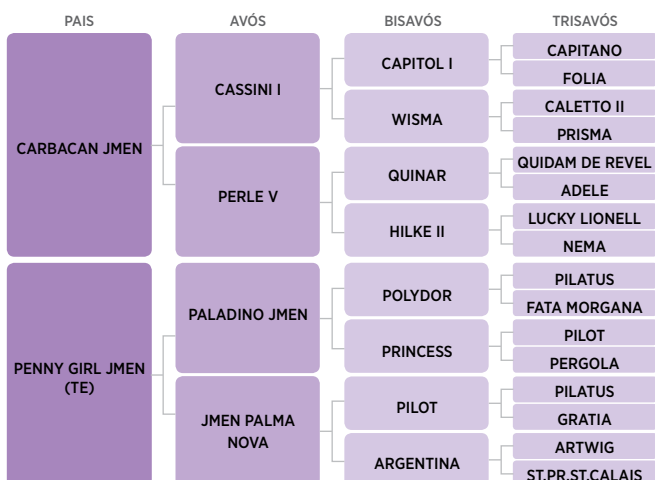 PAIS
AVÓS
BISAVÓS
TRISAVÓS
CARBACAN JMEN
CASSINI I
CAPITOL I
CAPITANO
FOLIA
WISMA
CALETTO II
PRISMA
PERLE V
QUINAR
QUIDAM DE REVEL
ADELE
HILKE II
LUCKY LIONELL
NEMA
PENNY GIRL JMEN
(TE)
PALADINO JMEN
POLYDOR
PILATUS
FATA MORGANA
PRINCESS
PILOT
PERGOLA
JMEN PALMA
NOVA
PILOT
PILATUS
GRATIA
ARGENTINA
ARTWIG
ST.PR.ST.CALAIS